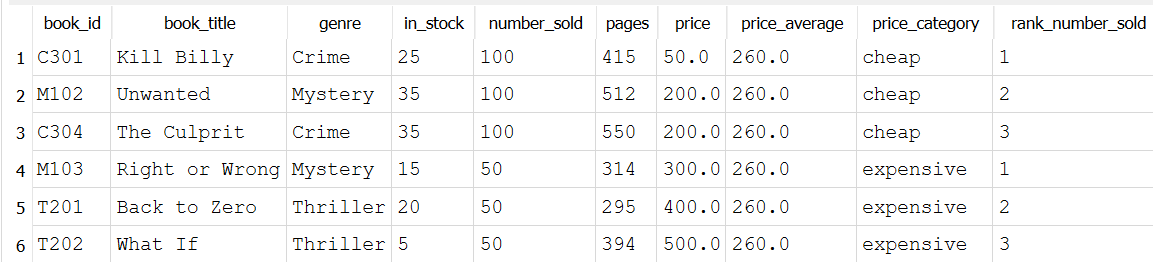 book_id book_title genre in_stock number_sold pages price price_average price_category rank_number_sold
1 C301 Kill Billy Crime 25 100 415 50.0 260.0 cheap 1
2 M102 Unwanted Mystery 35 100 512 200.0 260.0 cheap 2
3 C304 The Culprit Crime 35 100 550 200.0 260.0 cheap 3
4 M103 Right or Wrong Mystery 15 50 314 300.0 260.0 expensive 1
5 T201 Back to Zero Thriller 20 50 295 400.0 260.0 expensive 2
6 T202 What If Thriller 5 50 394 500.0 260.0 expensive 3